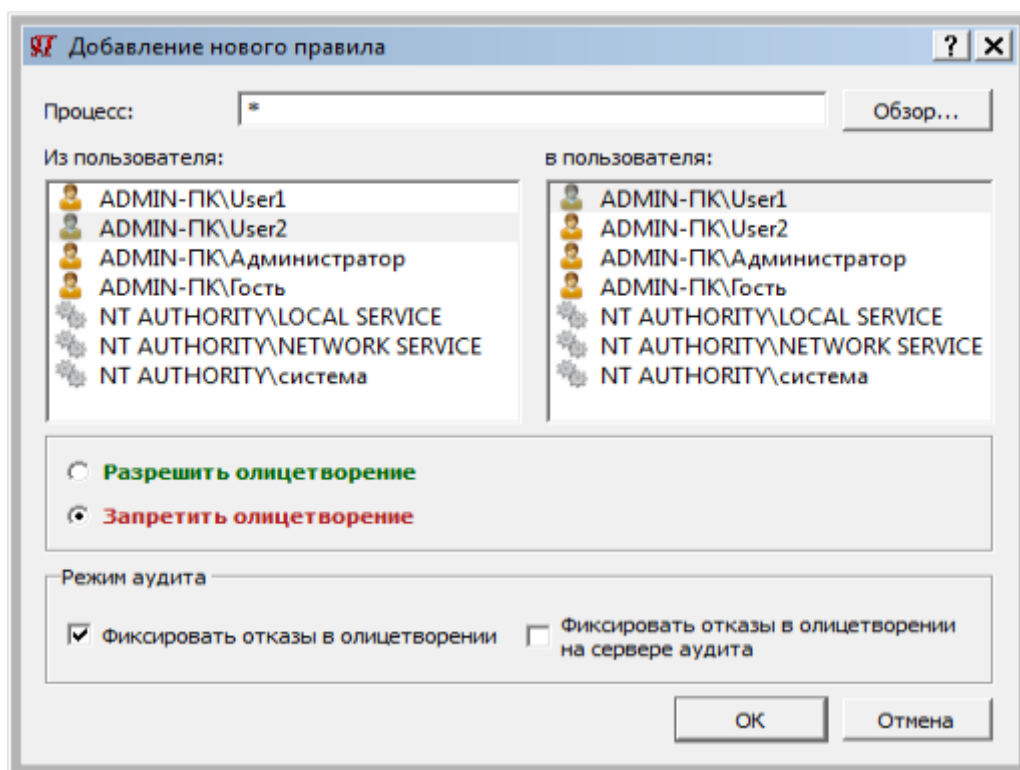 Добавление нового правила
Процесс: * Обзор...
Из пользователя: в пользователя:
ADMIN-ПК\User1 ADMIN-ПК\User1
ADMIN-ПК\User2 ADMIN-ПК\User2
ADMIN-ПК\Администратор ADMIN-ПК\Администратор
ADMIN-ПК\Гость ADMIN-ПК\Гость
NT AUTHORITY\LOCAL SERVICE NT AUTHORITY\LOCAL SERVICE
NT AUTHORITY\NETWORK SERVICE NT AUTHORITY\NETWORK SERVICE
NT AUTHORITY\система NT AUTHORITY\система
Разрешить олицетворение
Запретить олицетворение
Режим аудита
Фиксировать отказы в олицетворении
Фиксировать отказы в олицетворении
на сервере аудита
OK Отмена